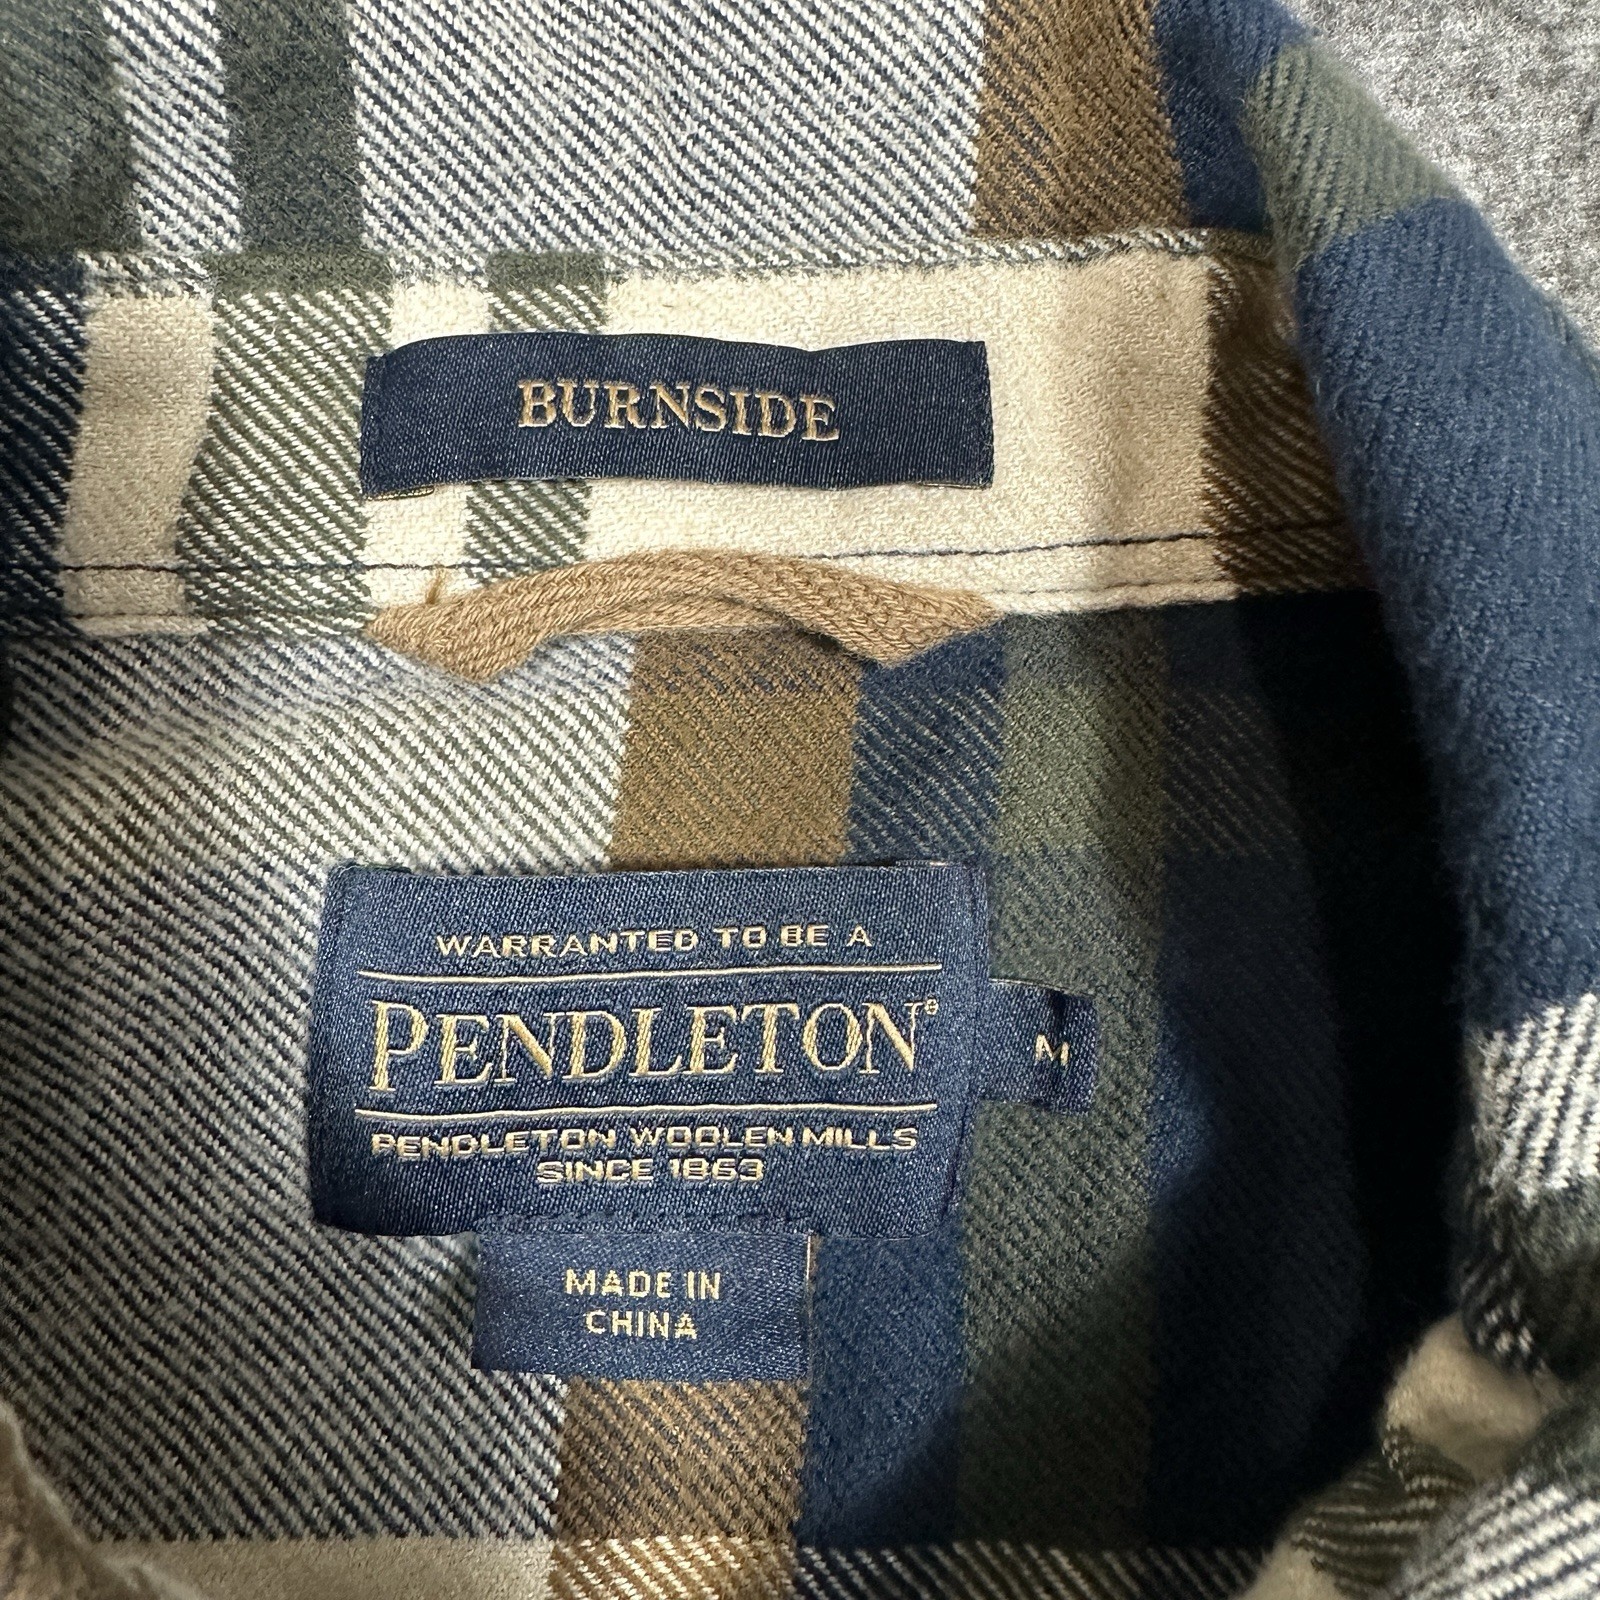 BURNSIDE
WARRANTED TO BE A
PENDLETON®
M
PENDLETON WOOLEN MILLS
SINCE 1863
MADE IN
CHINA